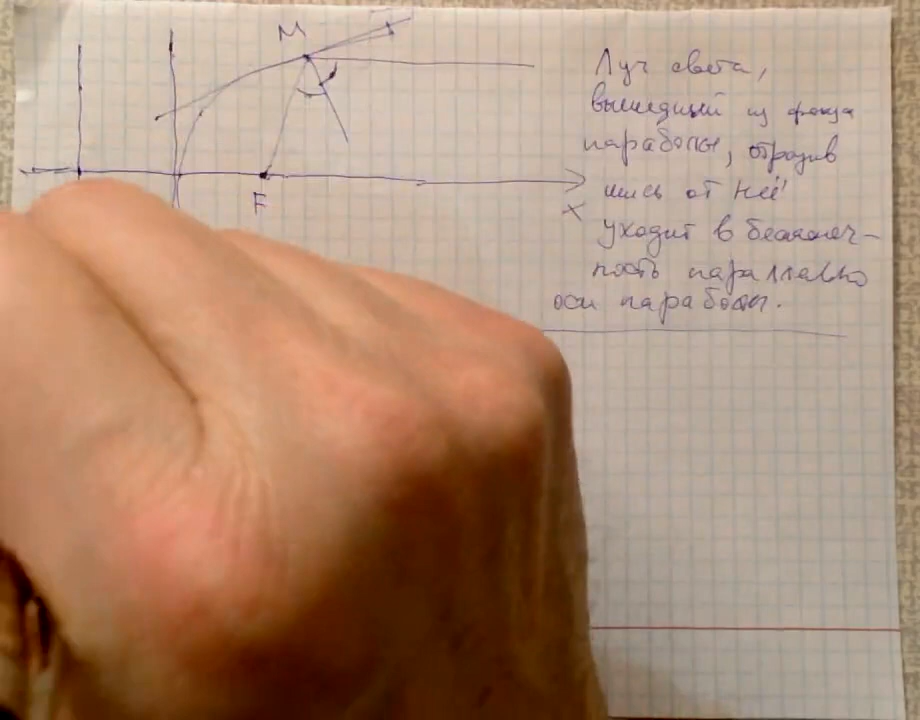 M
F
x
Луч света,
вышедший из фокуса
параболы, отразив
шись от неё
уходит в бесконеч-
ность параллельно
оси параболы.